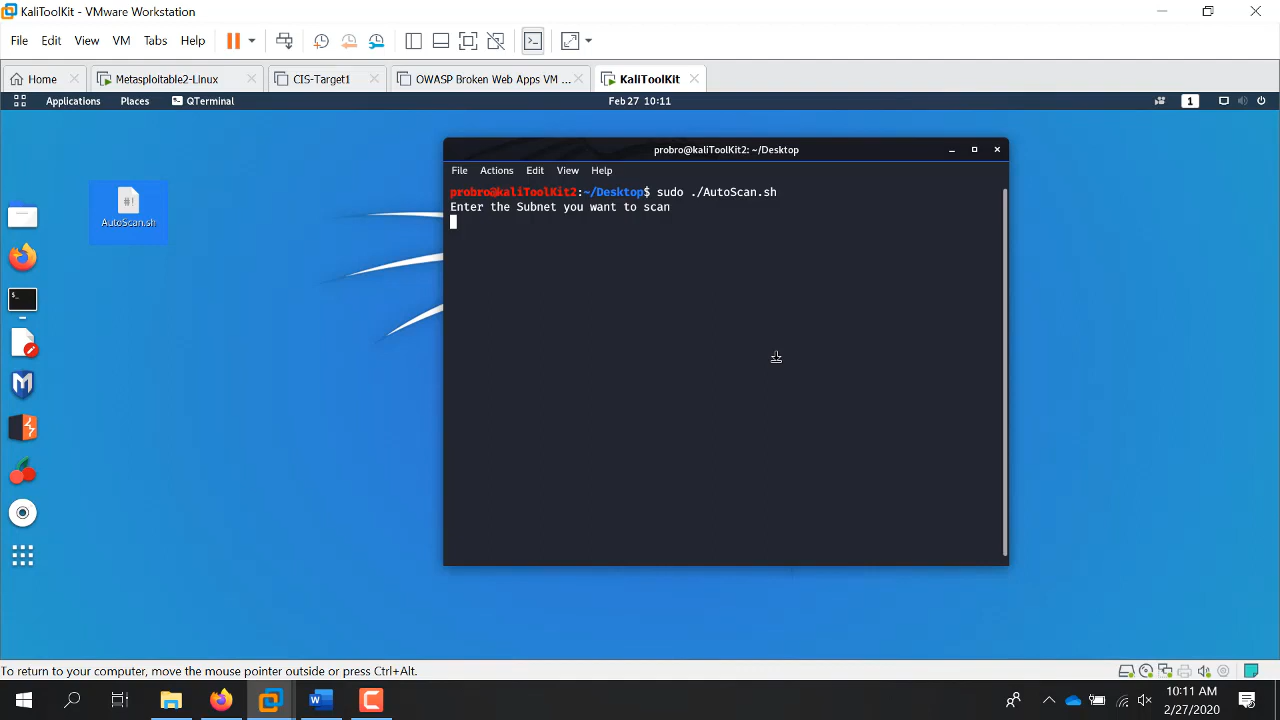 KaliToolKit - VMware Workstation
File Edit View VM Tabs Help
Home Metasploitable2-Linux CIS-Target1 OWASP Broken Web Apps VM ... KaliToolKit
Applications Places QTerminal Feb 27 10:11 1
probro@kaliToolKit2: ~/Desktop
File Actions Edit View Help
probro@kaliToolKit2:~/Desktop$ sudo ./AutoScan.sh
Enter the Subnet you want to scan
#!
AutoScan.sh
To return to your computer, move the mouse pointer outside or press Ctrl+Alt.
10:11 AM
2/27/2020